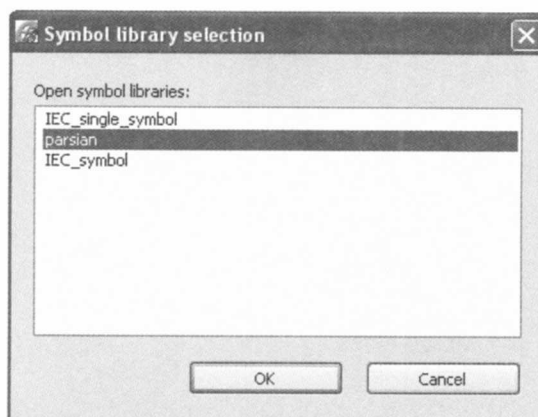 Symbol library selection
Open symbol libraries:
IEC_single_symbol
parsian
IEC_symbol
OK
Cancel